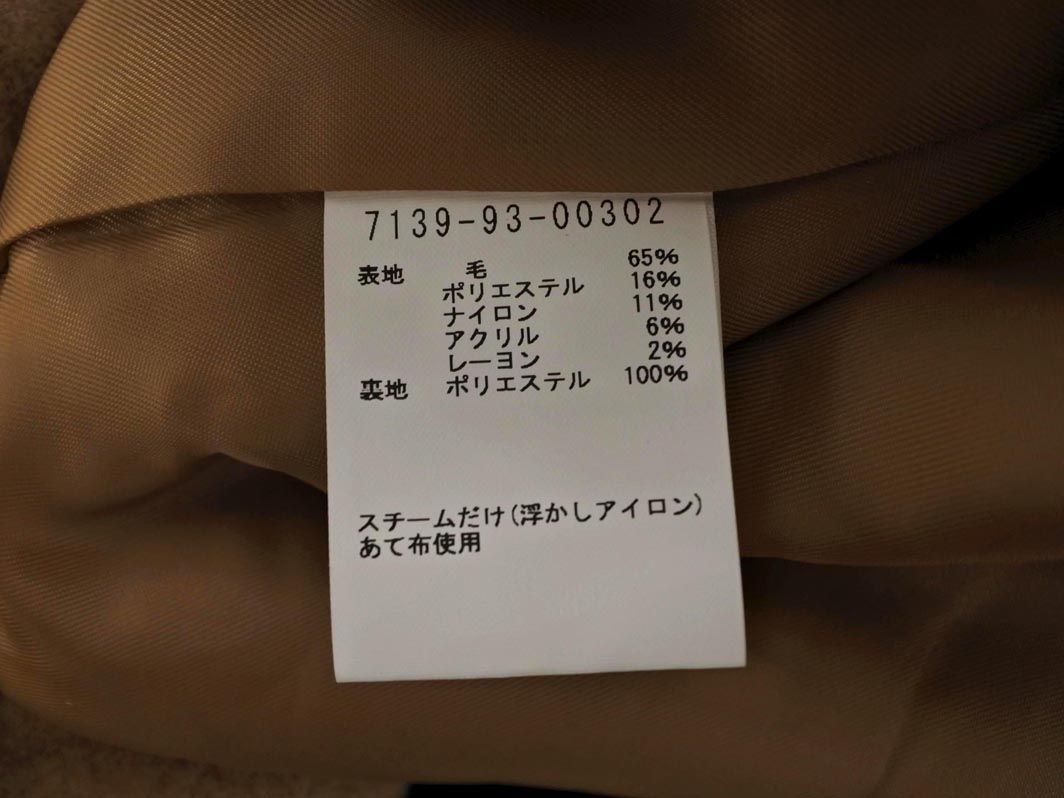 7139-93-00302
表地 毛 65%
ポリエステル 16%
ナイロン 11%
アクリル 6%
レーヨン 2%
裏地 ポリエステル 100%
スチームだけ(浮かしアイロン)
あて布使用